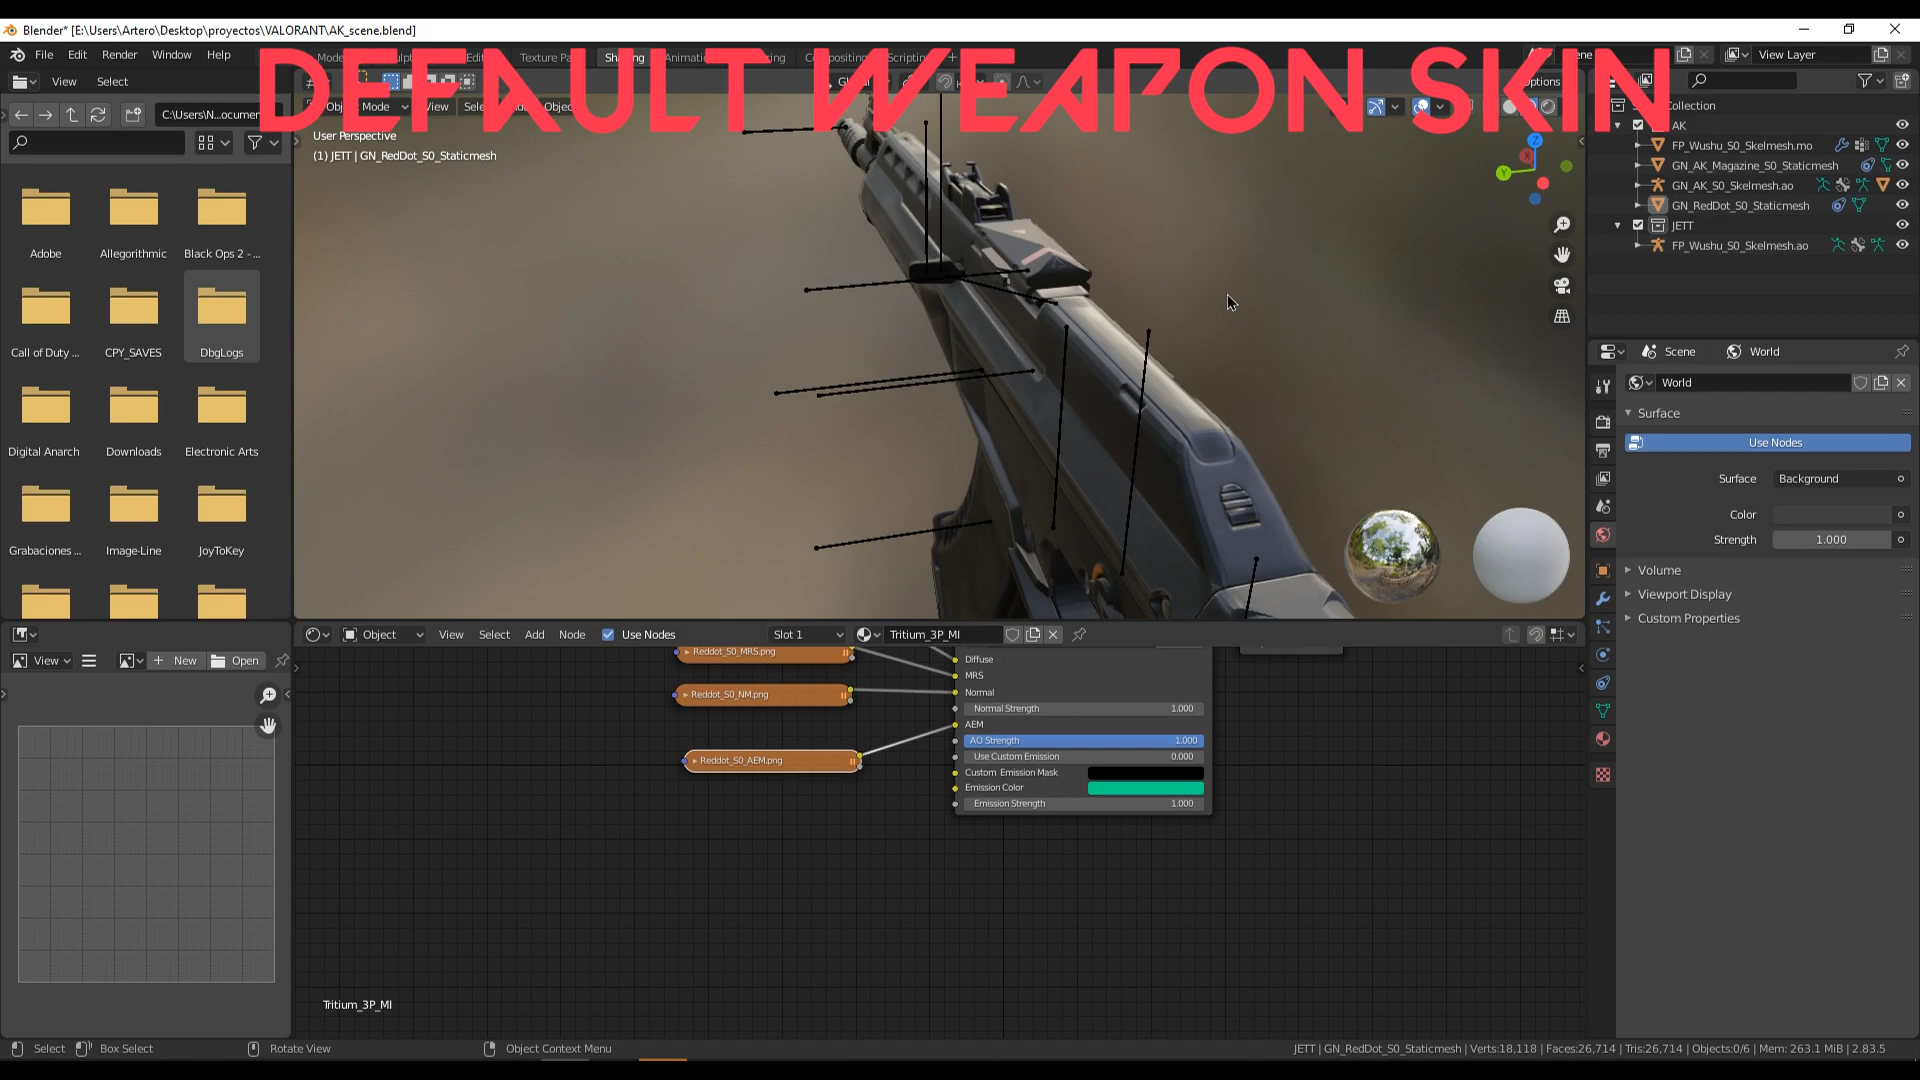 Blender* [E:\Users\Artero\Desktop\proyectos\VALORANT\AK_scene.blend]
File Edit Render Window Help
Texture Shading + View Layer
DEFAULT WEAPON SKIN
View Select
Options
C:\Users\N...ocumen
Object Mode
User Perspective
(1) JETT | GN_RedDot_S0_Staticmesh
Adobe Allegorithmic Black Ops 2 - ...
Call of Duty ... CPY_SAVES DbgLogs
Digital Anarch Downloads Electronic Arts
Grabaciones ... Image-Line JoyToKey
Collection
AK
FP_Wushu_S0_Skelmesh.mo
GN_AK_Magazine_S0_Staticmesh
GN_AK_S0_Skelmesh.ao
GN_RedDot_S0_Staticmesh
JETT
FP_Wushu_S0_Skelmesh.ao
Scene World
World
Surface
Use Nodes
Surface Background
Color
Strength 1.000
Volume
Viewport Display
Custom Properties
Object View Select Add Node Use Nodes Slot 1 Tritium_3P_MI
View New Open
Reddot_S0_MRS.png
Reddot_S0_NM.png
Reddot_S0_AEM.png
Diffuse
MRS
Normal
Normal Strength 1.000
AEM
AO Strength 1.000
Use Custom Emission 0.000
Custom Emission Mask
Emission Color
Emission Strength 1.000
Tritium_3P_MI
Select Box Select Rotate View Object Context Menu
JETT | GN_RedDot_S0_Staticmesh | Verts:18,118 | Faces:26,714 | Tris:26,714 | Objects:0/6 | Mem: 263.1 MiB | 2.83.5